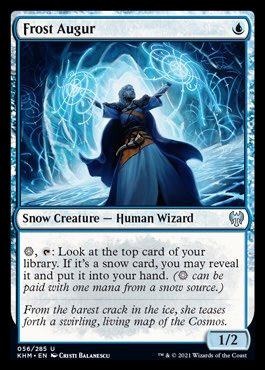 Frost Augur
Snow Creature — Human Wizard
, : Look at the top card of your
library. If it's a snow card, you may reveal
it and put it into your hand. ( can be
paid with one mana from a snow source.)
From the barest crack in the ice, she teases
forth a swirling, living map of the Cosmos.
1/2
056/285 U
KHM • EN Cristi Balanescu
™ & © 2021 Wizards of the Coast